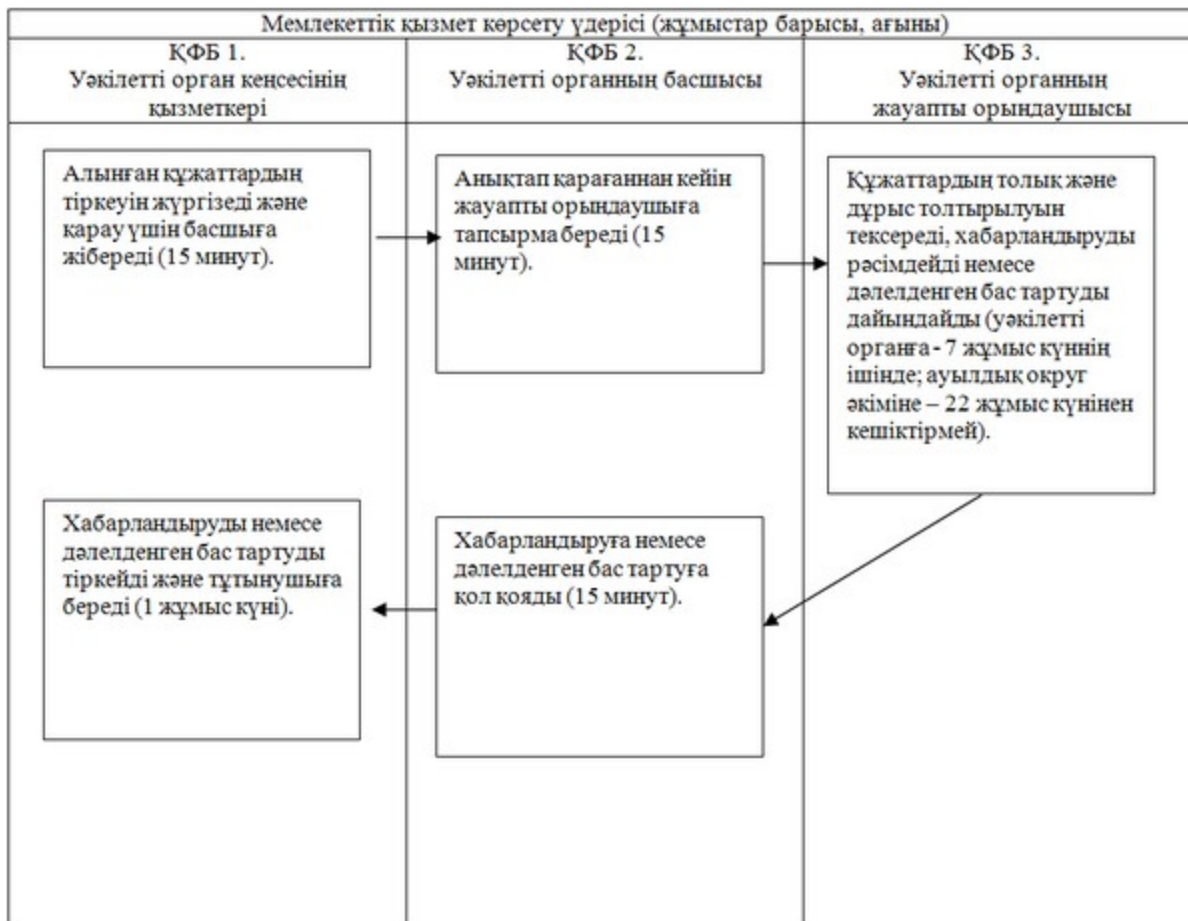 Мемлекеттік қызмет көрсету үдерісі (жұмыстар барысы, ағыны)
ҚФБ 1.
Уәкілетті орган кеңсесінің
қызметкері
ҚФБ 2.
Уәкілетті органның басшысы
ҚФБ 3.
Уәкілетті органның
жауапты орындаушысы
Алынған құжаттардың
тіркеуін жүргізеді және
қарау үшін басшыға
жібереді (15 минут).
Анықтап қарағаннан кейін
жауапты орындаушыға
тапсырма береді (15
минут).
Құжаттардың толық және
дұрыс толтырылуын
тексереді, хабарландыруды
рәсімдейді немесе
дәлелденген бас тартуды
дайындайды (уәкілетті
органға - 7 жұмыс күннің
ішінде; ауылдық округ
әкіміне – 22 жұмыс күнінен
кешіктірмей).
Хабарландыруға немесе
дәлелденген бас тартуға
қол қояды (15 минут).
Хабарландыруды немесе
дәлелденген бас тартуды
тіркейді және тұтынушыға
береді (1 жұмыс күні).